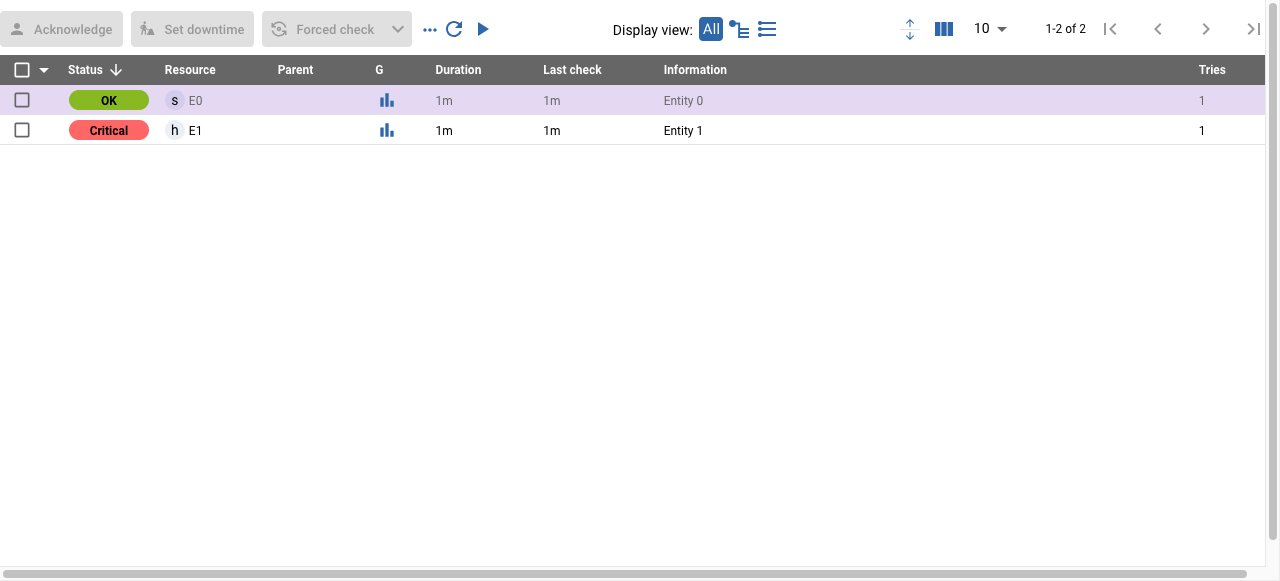 Acknowledge Set downtime Forced check Display view: All 10 1-2 of 2
Status Resource Parent G Duration Last check Information Tries
OK s E0 1m 1m Entity 0 1
Critical h E1 1m 1m Entity 1 1